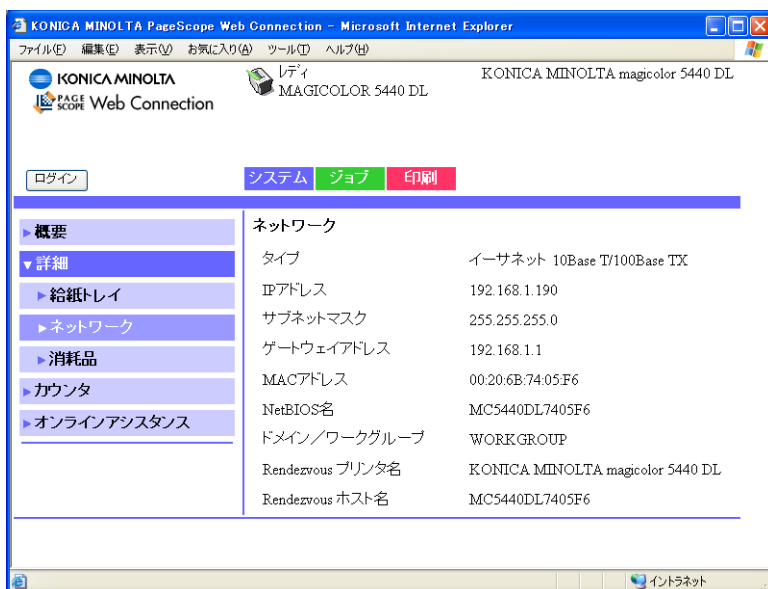 KONICA MINOLTA PageScope Web Connection - Microsoft Internet Explorer
ファイル(F) 編集(E) 表示(V) お気に入り(A) ツール(T) ヘルプ(H)
KONICA MINOLTA
PAGE SCOPE Web Connection
レディ
MAGICOLOR 5440 DL
KONICA MINOLTA magicolor 5440 DL
ログイン
システム ジョブ 印刷
概要
詳細
給紙トレイ
ネットワーク
消耗品
カウンタ
オンラインアシスタンス
ネットワーク
タイプ イーサネット 10Base T/100Base TX
IPアドレス 192.168.1.190
サブネットマスク 255.255.255.0
ゲートウェイアドレス 192.168.1.1
MACアドレス 00:20:6B:74:05:F6
NetBIOS名 MC5440DL7405F6
ドメイン／ワークグループ WORKGROUP
Rendezvous プリンタ名 KONICA MINOLTA magicolor 5440 DL
Rendezvous ホスト名 MC5440DL7405F6
イントラネット